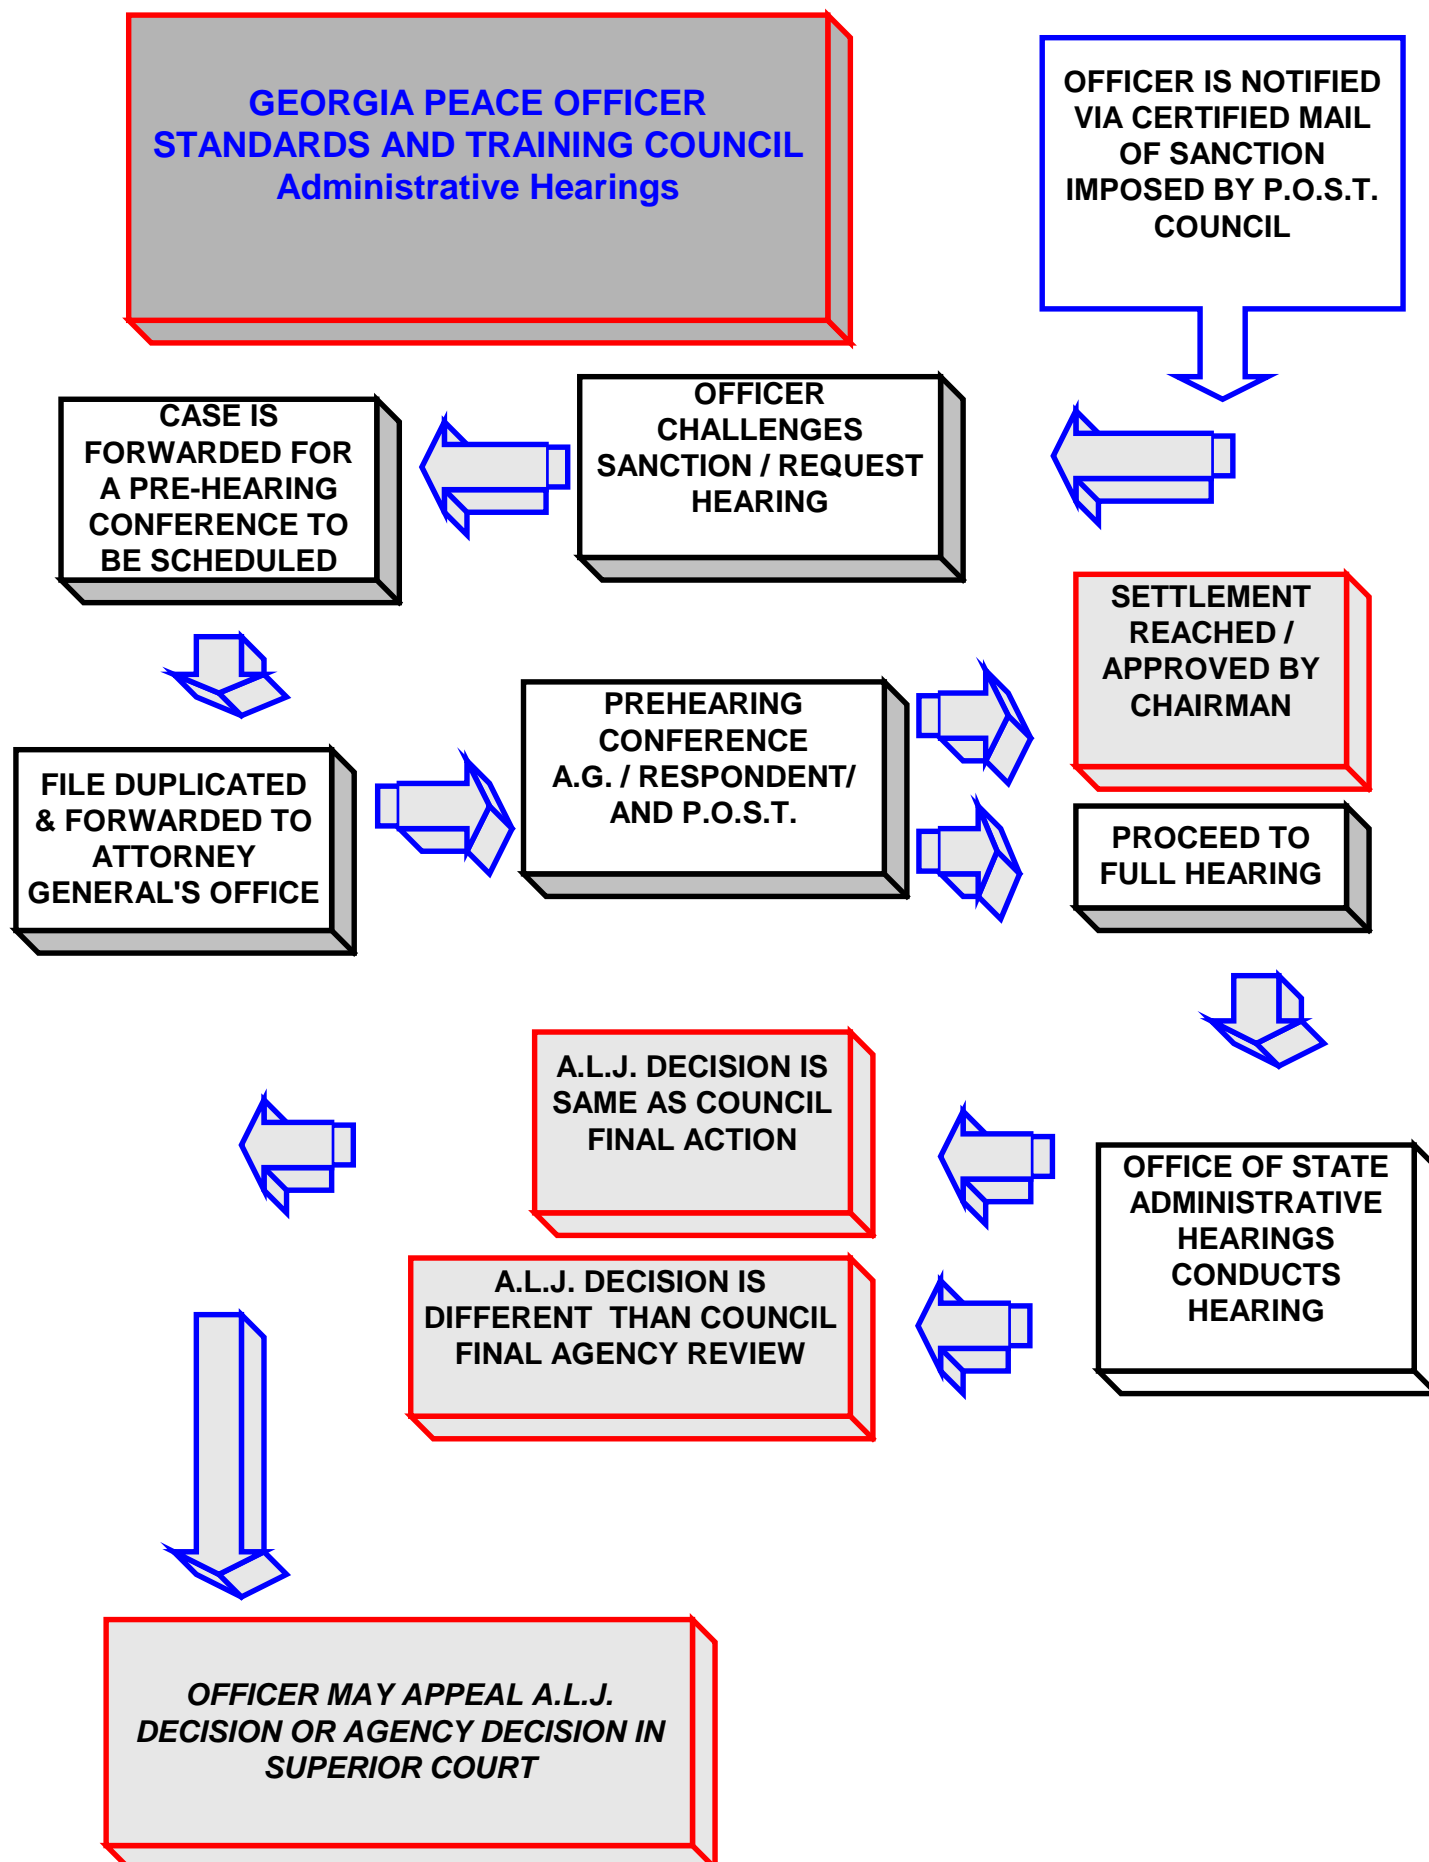 GEORGIA PEACE OFFICER
STANDARDS AND TRAINING COUNCIL
Administrative Hearings
OFFICER IS NOTIFIED
VIA CERTIFIED MAIL
OF SANCTION
IMPOSED BY P.O.S.T.
COUNCIL
OFFICER
CHALLENGES
SANCTION / REQUEST
HEARING
CASE IS
FORWARDED FOR
A PRE-HEARING
CONFERENCE TO
BE SCHEDULED
FILE DUPLICATED
& FORWARDED TO
ATTORNEY
GENERAL'S OFFICE
PREHEARING
CONFERENCE
A.G. / RESPONDENT/
AND P.O.S.T.
SETTLEMENT
REACHED /
APPROVED BY
CHAIRMAN
PROCEED TO
FULL HEARING
OFFICE OF STATE
ADMINISTRATIVE
HEARINGS
CONDUCTS
HEARING
A.L.J. DECISION IS
SAME AS COUNCIL
FINAL ACTION
A.L.J. DECISION IS
DIFFERENT  THAN COUNCIL
FINAL AGENCY REVIEW
OFFICER MAY APPEAL A.L.J.
DECISION OR AGENCY DECISION IN
SUPERIOR COURT